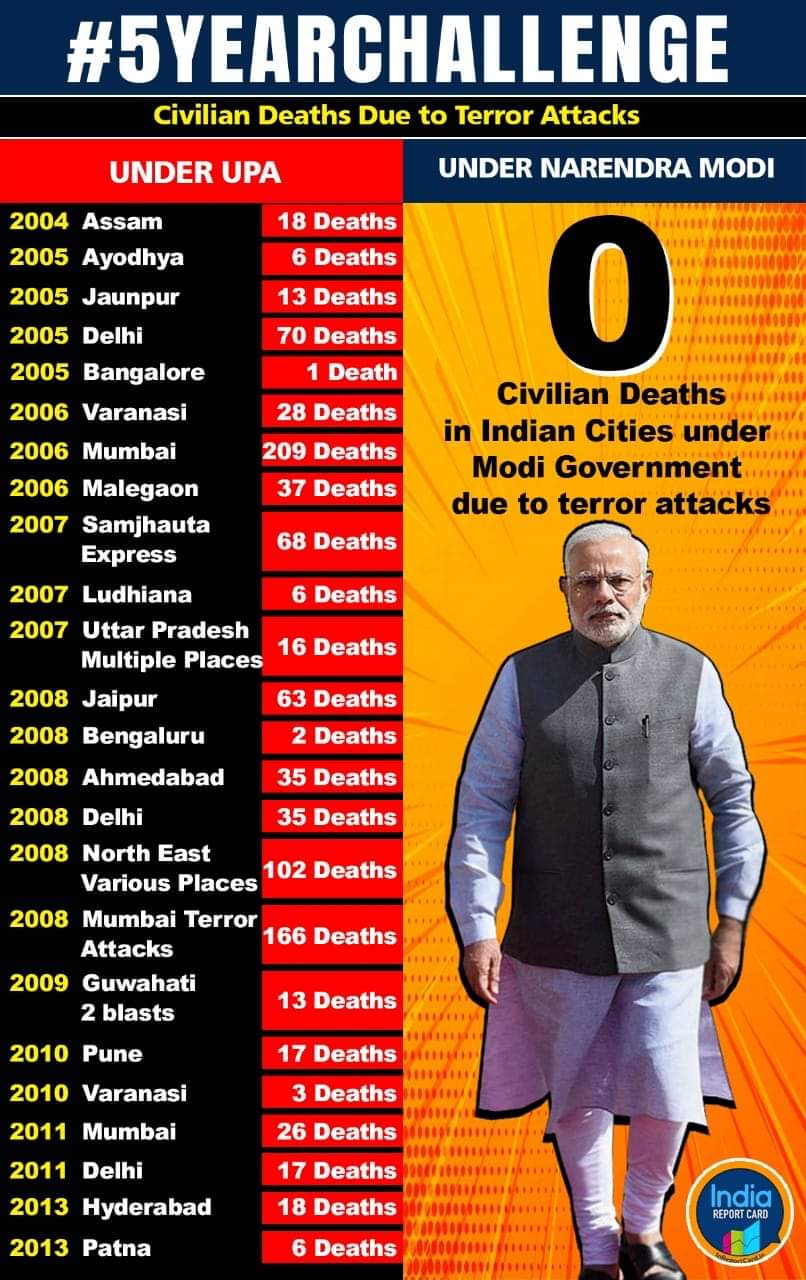 #5YEARCHALLENGE
Civilian Deaths Due to Terror Attacks
UNDER UPA
2004 Assam 18 Deaths
2005 Ayodhya 6 Deaths
2005 Jaunpur 13 Deaths
2005 Delhi 70 Deaths
2005 Bangalore 1 Death
2006 Varanasi 28 Deaths
2006 Mumbai 209 Deaths
2006 Malegaon 37 Deaths
2007 Samjhauta
Express 68 Deaths
2007 Ludhiana 6 Deaths
2007 Uttar Pradesh
Multiple Places 16 Deaths
2008 Jaipur 63 Deaths
2008 Bengaluru 2 Deaths
2008 Ahmedabad 35 Deaths
2008 Delhi 35 Deaths
2008 North East
Various Places 102 Deaths
2008 Mumbai Terror
Attacks 166 Deaths
2009 Guwahati
2 blasts 13 Deaths
2010 Pune 17 Deaths
2010 Varanasi 3 Deaths
2011 Mumbai 26 Deaths
2011 Delhi 17 Deaths
2013 Hyderabad 18 Deaths
2013 Patna 6 Deaths
UNDER NARENDRA MODI
0
Civilian Deaths
in Indian Cities under
Modi Government
due to terror attacks
India
REPORT CARD